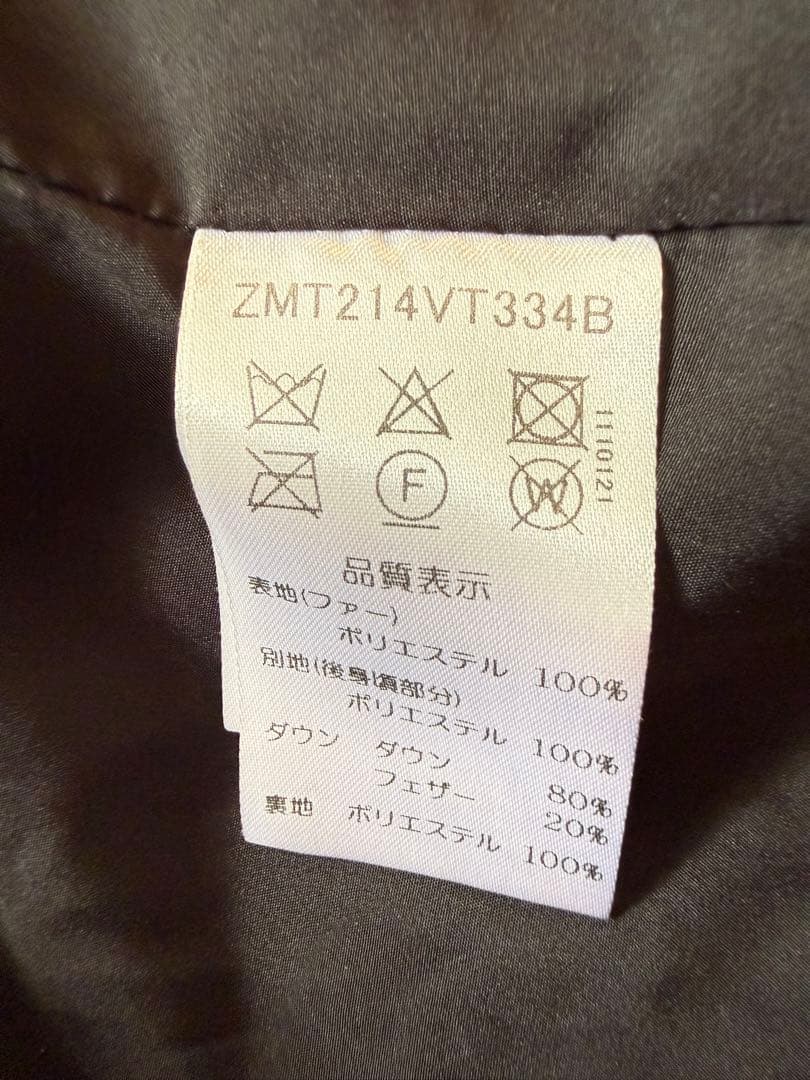 ZMT214VT334B
1110121
F
W
品質表示
表地(ファー)
ポリエステル 100%
別地(後身頃部分)
ポリエステル 100%
ダウン ダウン 80%
フェザー 20%
裏地 ポリエステル 100%